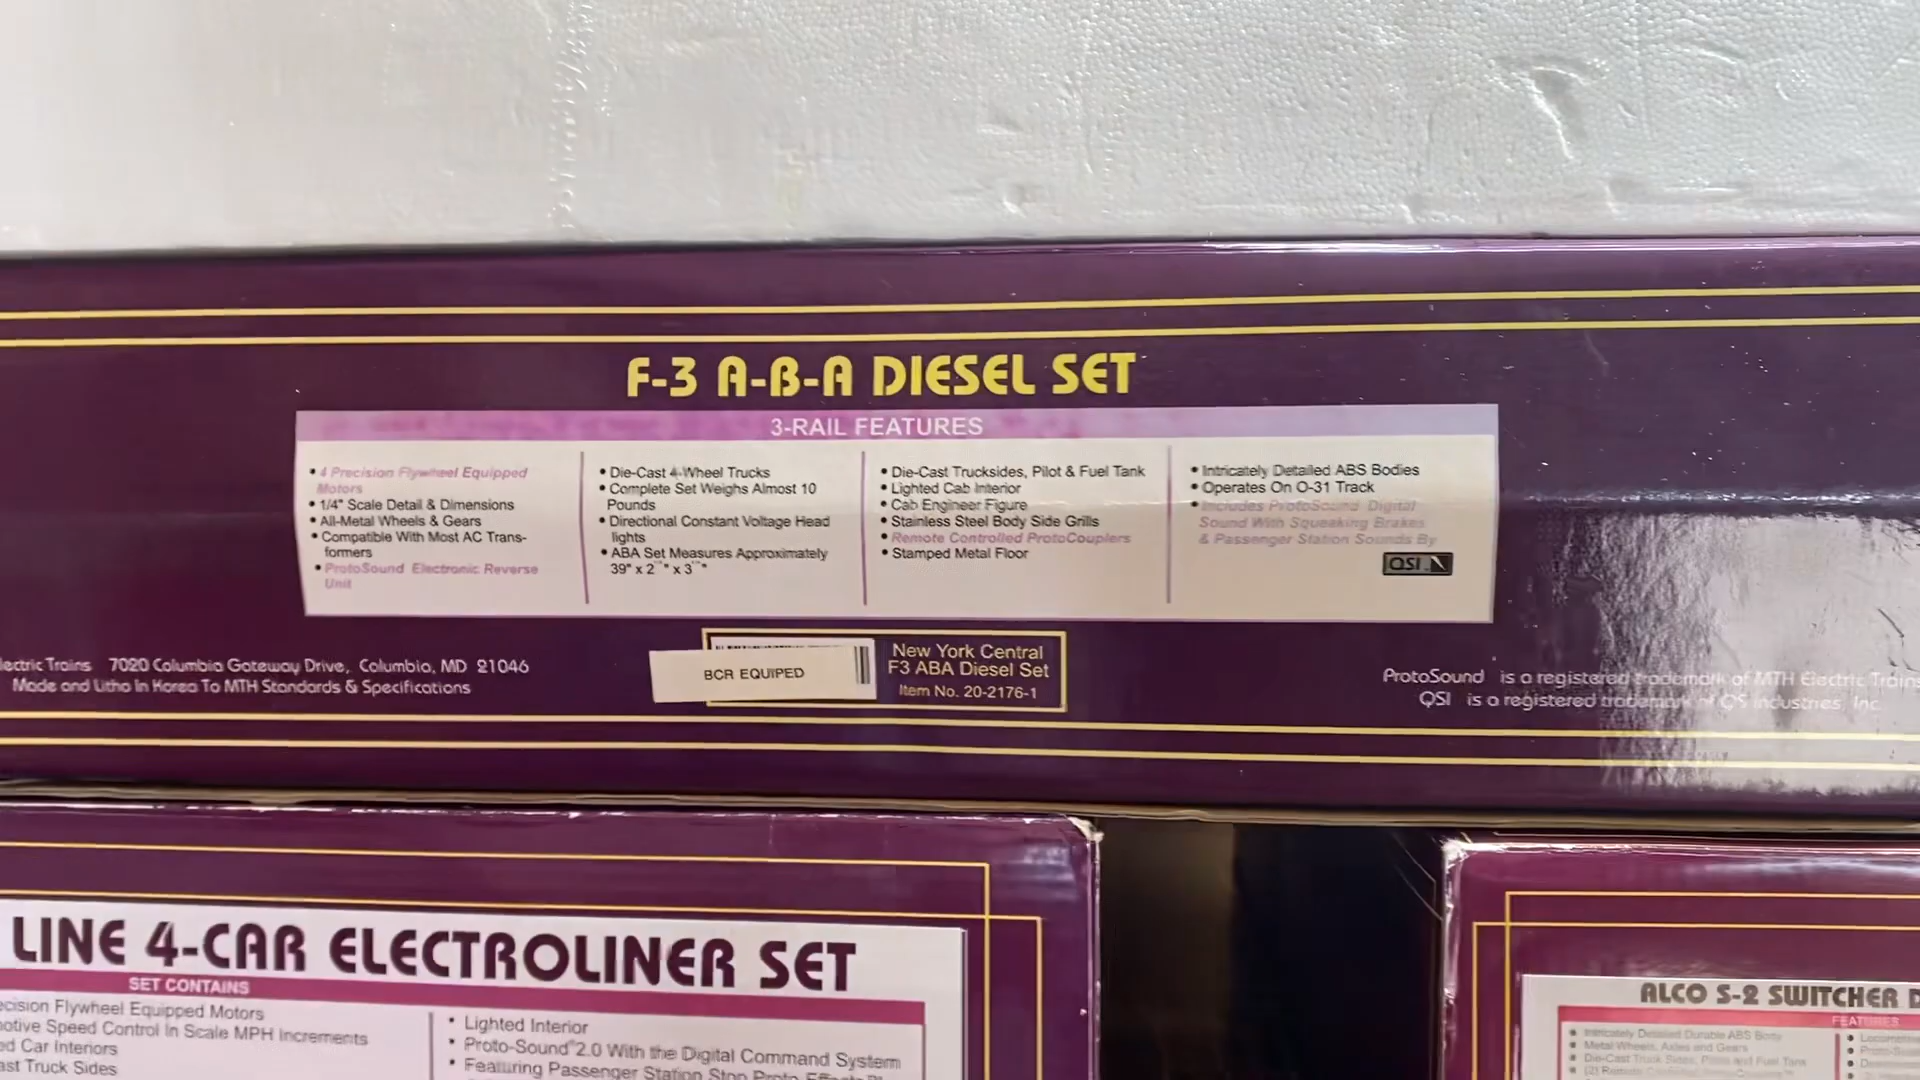 F-3 A-B-A DIESEL SET
3-RAIL FEATURES
• 4 Precision Flywheel Equipped
Motors
• 1/4" Scale Detail & Dimensions
• All-Metal Wheels & Gears
• Compatible With Most AC Trans-
formers
• ProtoSound Electronic Reverse
Unit
• Die-Cast 4-Wheel Trucks
• Complete Set Weighs Almost 10
Pounds
• Directional Constant Voltage Head
lights
• ABA Set Measures Approximately
39" x 2 " x 3 "
• Die-Cast Trucksides, Pilot & Fuel Tank
• Lighted Cab Interior
• Cab Engineer Figure
• Stainless Steel Body Side Grills
• Remote Controlled ProtoCouplers
• Stamped Metal Floor
• Intricately Detailed ABS Bodies
• Operates On O-31 Track
• Includes ProtoSound Digital
Sound With Squeaking Brakes
& Passenger Station Sounds By
QSI
lectric Trains 7020 Columbia Gateway Drive, Columbia, MD 21046
Made and Litho In Korea To MTH Standards & Specifications
BCR EQUIPED
New York Central
F3 ABA Diesel Set
Item No. 20-2176-1
ProtoSound is a registered trademark of MTH Electric Trains
QSI is a registered trademark of QS Industries, Inc.
LINE 4-CAR ELECTROLINER SET
SET CONTAINS
ecision Flywheel Equipped Motors
motive Speed Control In Scale MPH Increments
ed Car Interiors
ast Truck Sides
• Lighted Interior
• Proto-Sound®2.0 With the Digital Command System
• Featuring Passenger Station Stop Proto-Effects™
ALCO S-2 SWITCHER D
FEATURES
• Intricately Detailed Durable ABS Body
• Metal Wheels, Axles and Gears
• Die-Cast Truck Sides, Pilots and Fuel Tank
• Locomotive